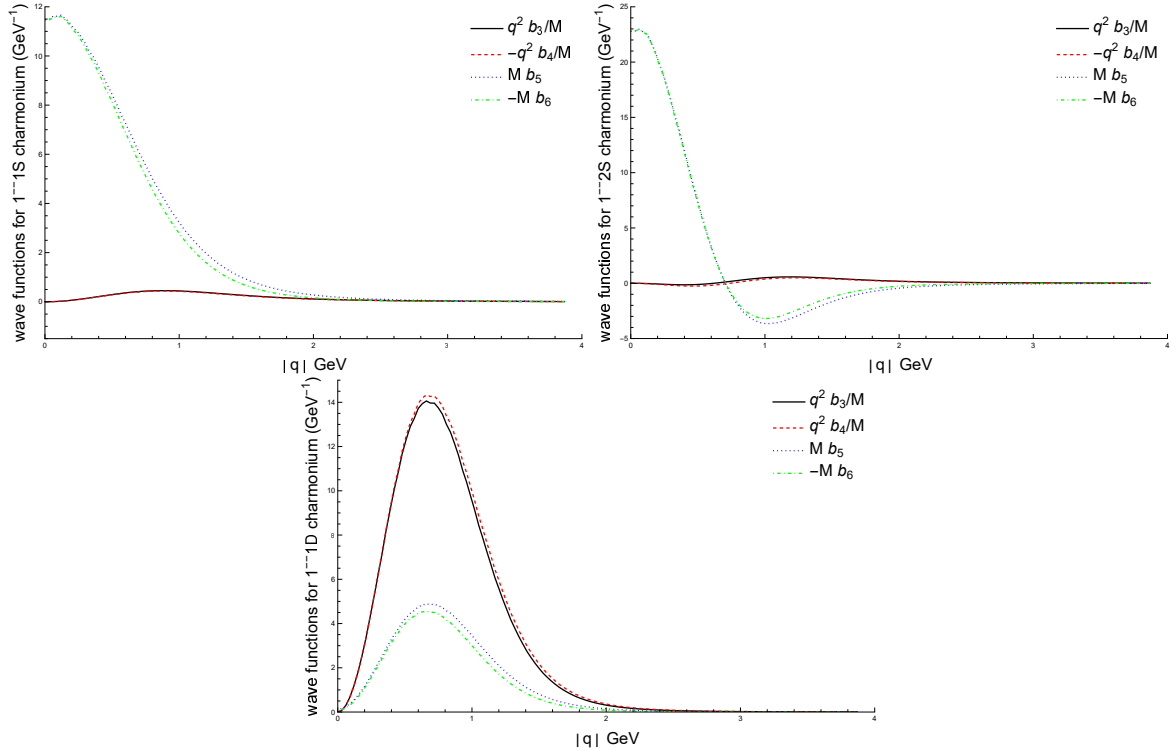 wave functions for 1⁻⁻1S charmonium (GeV⁻¹)
12
10
8
6
4
2
0
0
1
2
3
4
|q| GeV
q² b₃/M
−q² b₄/M
M b₅
−M b₆
wave functions for 1⁻⁻2S charmonium (GeV⁻¹)
25
20
15
10
5
0
−5
0
1
2
3
4
|q| GeV
q² b₃/M
−q² b₄/M
M b₅
−M b₆
wave functions for 1⁻⁻1D charmonium (GeV⁻¹)
14
12
10
8
6
4
2
0
0
1
2
3
4
|q| GeV
q² b₃/M
q² b₄/M
M b₅
−M b₆